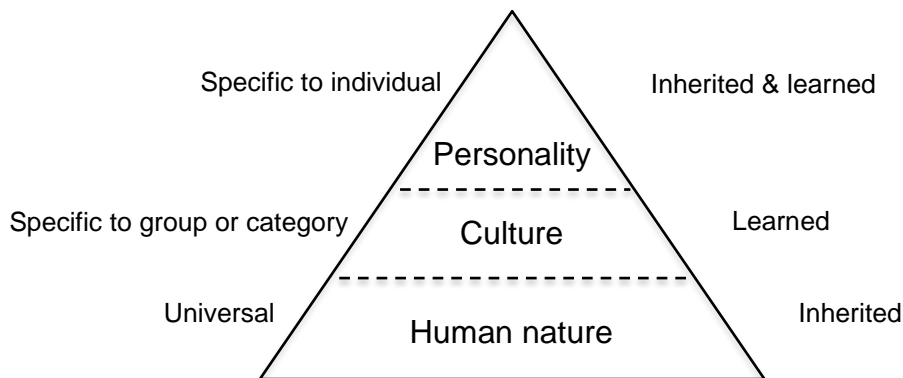 Specific to individual
Inherited & learned
Personality
Specific to group or category
Culture
Learned
Universal
Human nature
Inherited